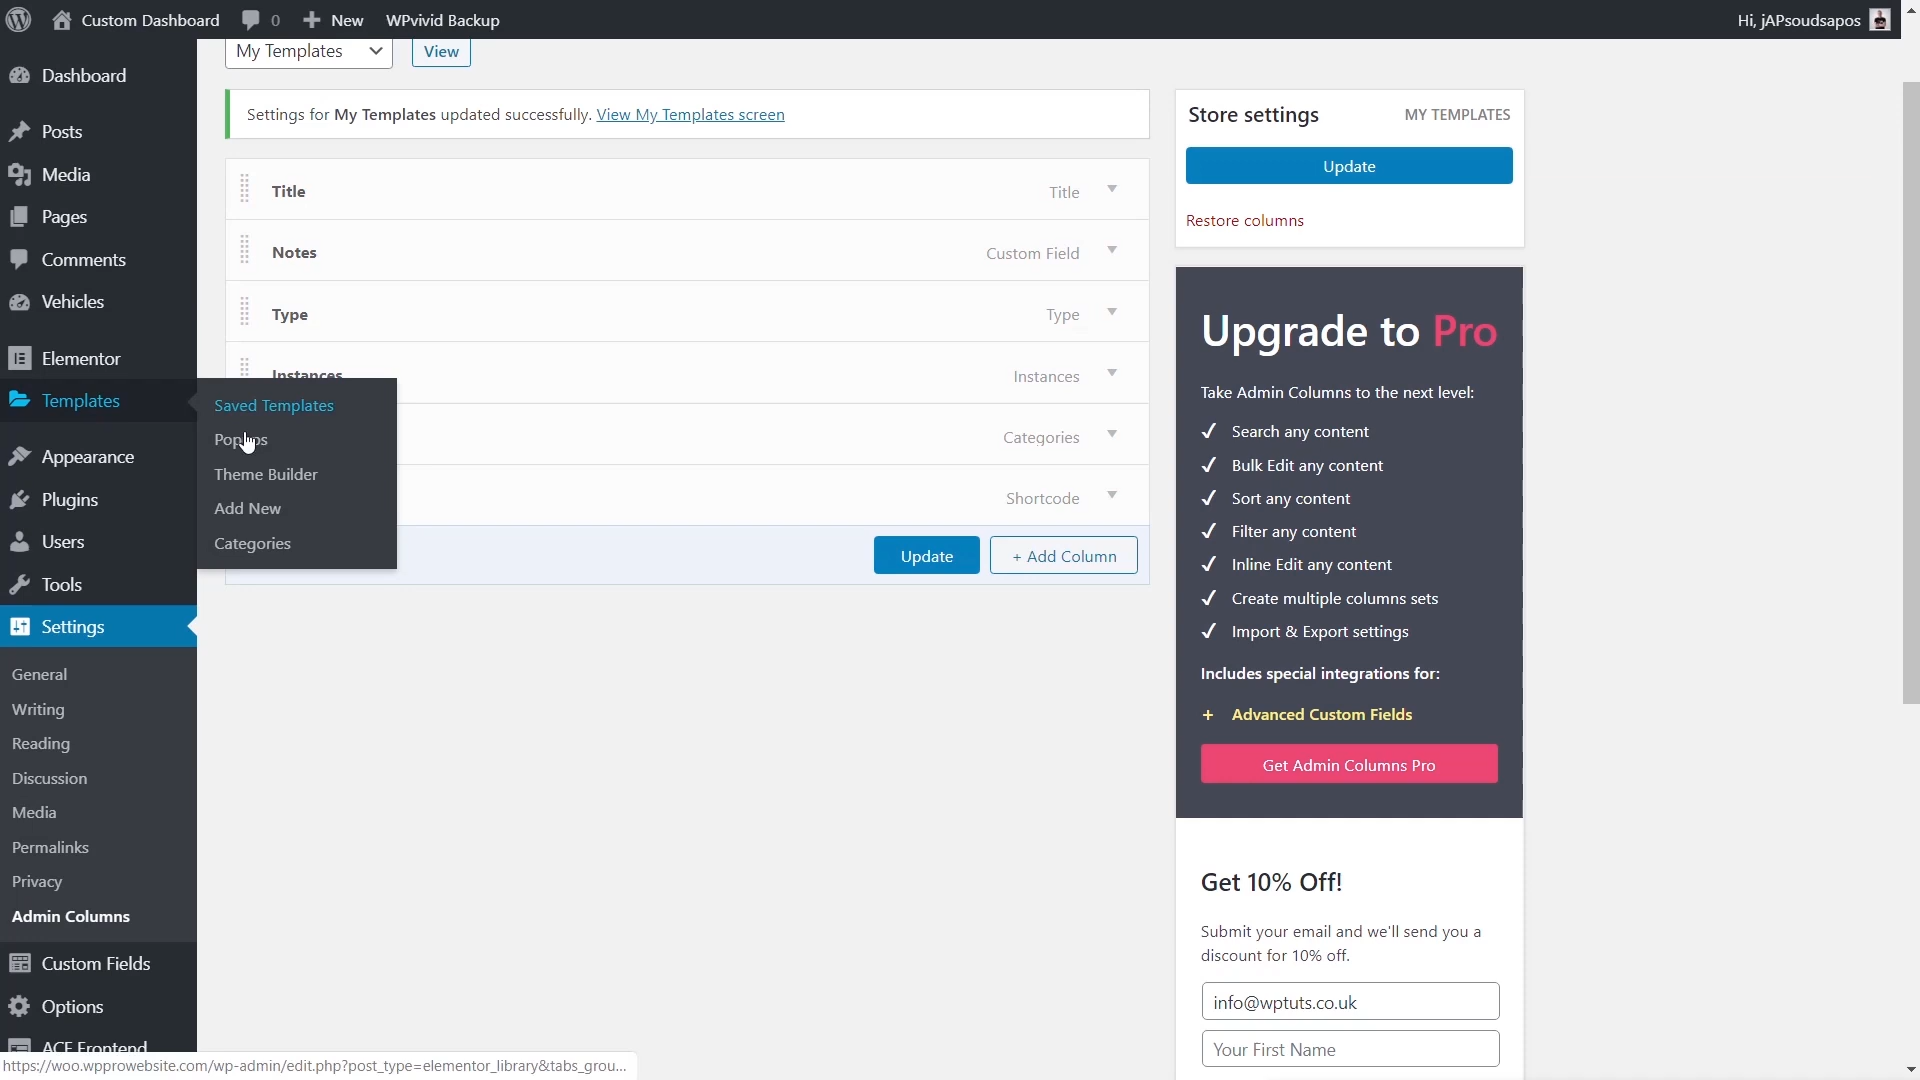 Custom Dashboard
0
New
WPvivid Backup
Hi, jAPsoudsapos
Dashboard
Posts
Media
Pages
Comments
Vehicles
Elementor
Templates
Appearance
Plugins
Users
Tools
Settings
General
Writing
Reading
Discussion
Media
Permalinks
Privacy
Admin Columns
Custom Fields
Options
ACF Frontend
Saved Templates
Theme Builder
Add New
Categories
My Templates
View
Settings for My Templates updated successfully. View My Templates screen
Title Title
Notes Custom Field
Type Type
Instances Instances
Categories
Shortcode
Update
+ Add Column
Store settings
MY TEMPLATES
Update
Restore columns
Upgrade to Pro
Take Admin Columns to the next level:
Search any content
Bulk Edit any content
Sort any content
Filter any content
Inline Edit any content
Create multiple columns sets
Import & Export settings
Includes special integrations for:
+ Advanced Custom Fields
Get Admin Columns Pro
Get 10% Off!
Submit your email and we'll send you a
discount for 10% off.
info@wptuts.co.uk
Your First Name
https://woo.wpprowebsite.com/wp-admin/edit.php?post_type=elementor_library&tabs_grou...